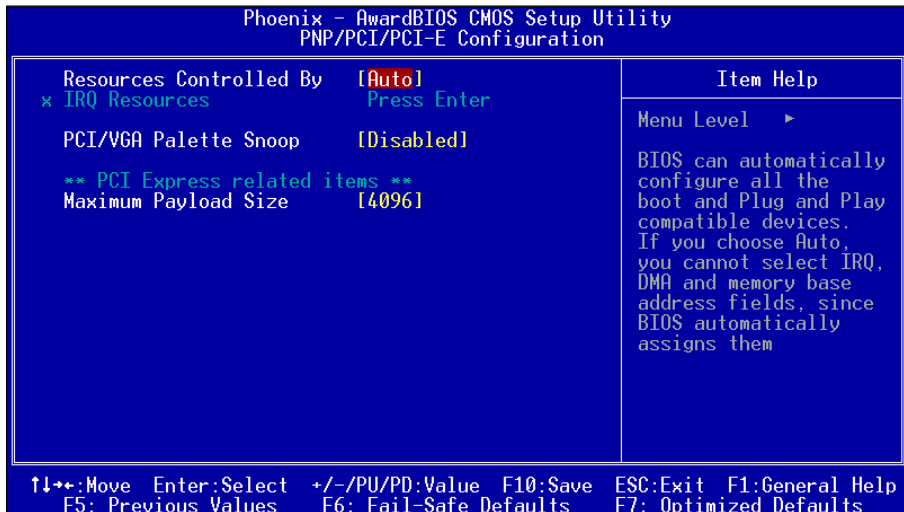 Phoenix - AwardBIOS CMOS Setup Utility
PNP/PCI/PCI-E Configuration
Resources Controlled By [Auto]
x IRQ Resources Press Enter
PCI/VGA Palette Snoop [Disabled]
** PCI Express related items **
Maximum Payload Size [4096]
Item Help
Menu Level ►
BIOS can automatically
configure all the
boot and Plug and Play
compatible devices.
If you choose Auto,
you cannot select IRQ,
DMA and memory base
address fields, since
BIOS automatically
assigns them
↑↓→←:Move Enter:Select +/-/PU/PD:Value F10:Save ESC:Exit F1:General Help
F5: Previous Values F6: Fail-Safe Defaults F7: Optimized Defaults